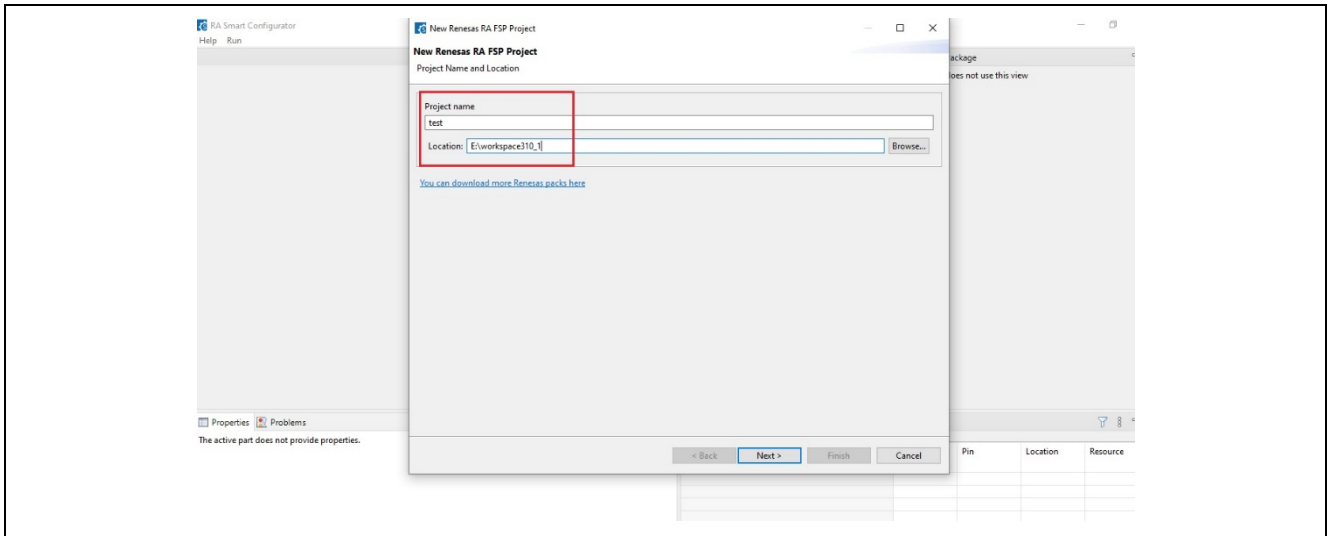 RA Smart Configurator
Help Run
New Renesas RA FSP Project
New Renesas RA FSP Project
Project Name and Location
Project name
test
Location: E:\workspace310_1
Browse...
You can download more Renesas packs here
< Back Next > Finish Cancel
ackage
oes not use this view
Properties Problems
The active part does not provide properties.
Pin Location Resource